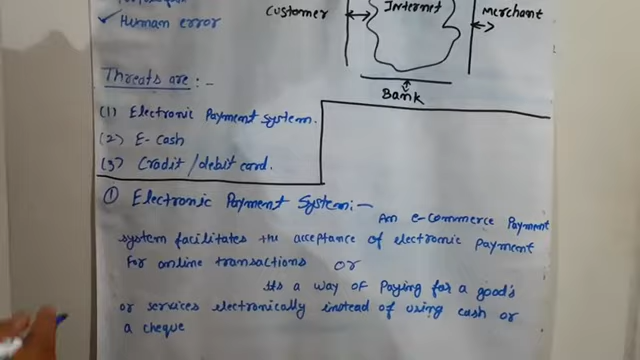 ✓ Human error
Customer
Internet
Merchant
Bank
Threats are :-
(1) Electronic Payment system.
(2) E-cash
(3) Cradit/debit card.
① Electronic Payment System:-
An e-commerce Payment
system facilitates the acceptance of electronic payment
For online transactions or
Its a way of Paying for a good's
or services electronically instead of using cash or
a cheque